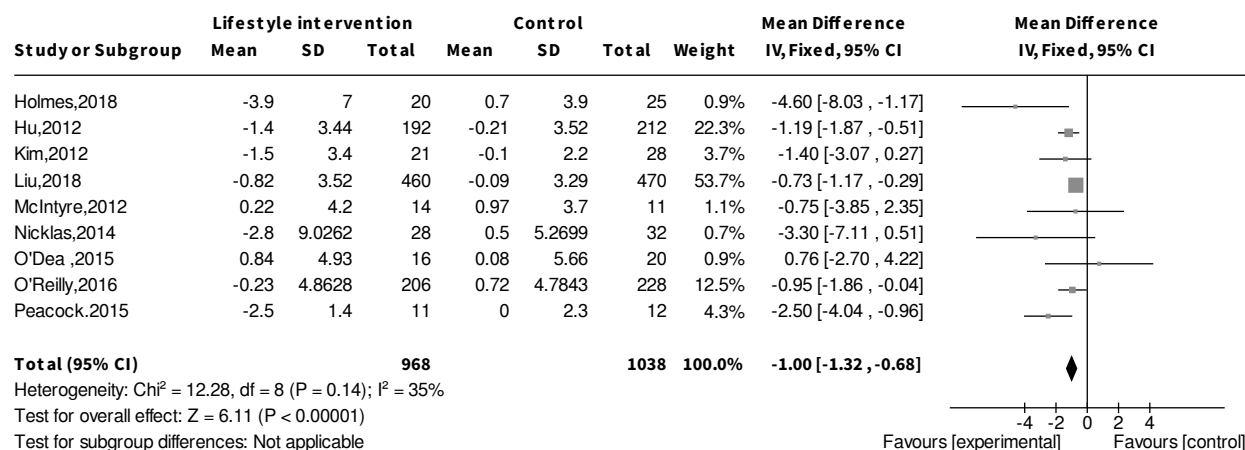 Lifestyle intervention Control Mean Difference Mean Difference
Study or Subgroup Mean SD Total Mean SD Total Weight IV, Fixed, 95% CI IV, Fixed, 95% CI
Holmes,2018 -3.9 7 20 0.7 3.9 25 0.9% -4.60 [-8.03 , -1.17]
Hu,2012 -1.4 3.44 192 -0.21 3.52 212 22.3% -1.19 [-1.87 , -0.51]
Kim,2012 -1.5 3.4 21 -0.1 2.2 28 3.7% -1.40 [-3.07 , 0.27]
Liu,2018 -0.82 3.52 460 -0.09 3.29 470 53.7% -0.73 [-1.17 , -0.29]
McIntyre,2012 0.22 4.2 14 0.97 3.7 11 1.1% -0.75 [-3.85 , 2.35]
Nicklas,2014 -2.8 9.0262 28 0.5 5.2699 32 0.7% -3.30 [-7.11 , 0.51]
O'Dea ,2015 0.84 4.93 16 0.08 5.66 20 0.9% 0.76 [-2.70 , 4.22]
O'Reilly,2016 -0.23 4.8628 206 0.72 4.7843 228 12.5% -0.95 [-1.86 , -0.04]
Peacock.2015 -2.5 1.4 11 0 2.3 12 4.3% -2.50 [-4.04 , -0.96]
Total (95% CI) 968 1038 100.0% -1.00 [-1.32 , -0.68]
Heterogeneity: Chi² = 12.28, df = 8 (P = 0.14); I² = 35%
Test for overall effect: Z = 6.11 (P < 0.00001) -4 -2 0 2 4
Test for subgroup differences: Not applicable Favours [experimental] Favours [control]